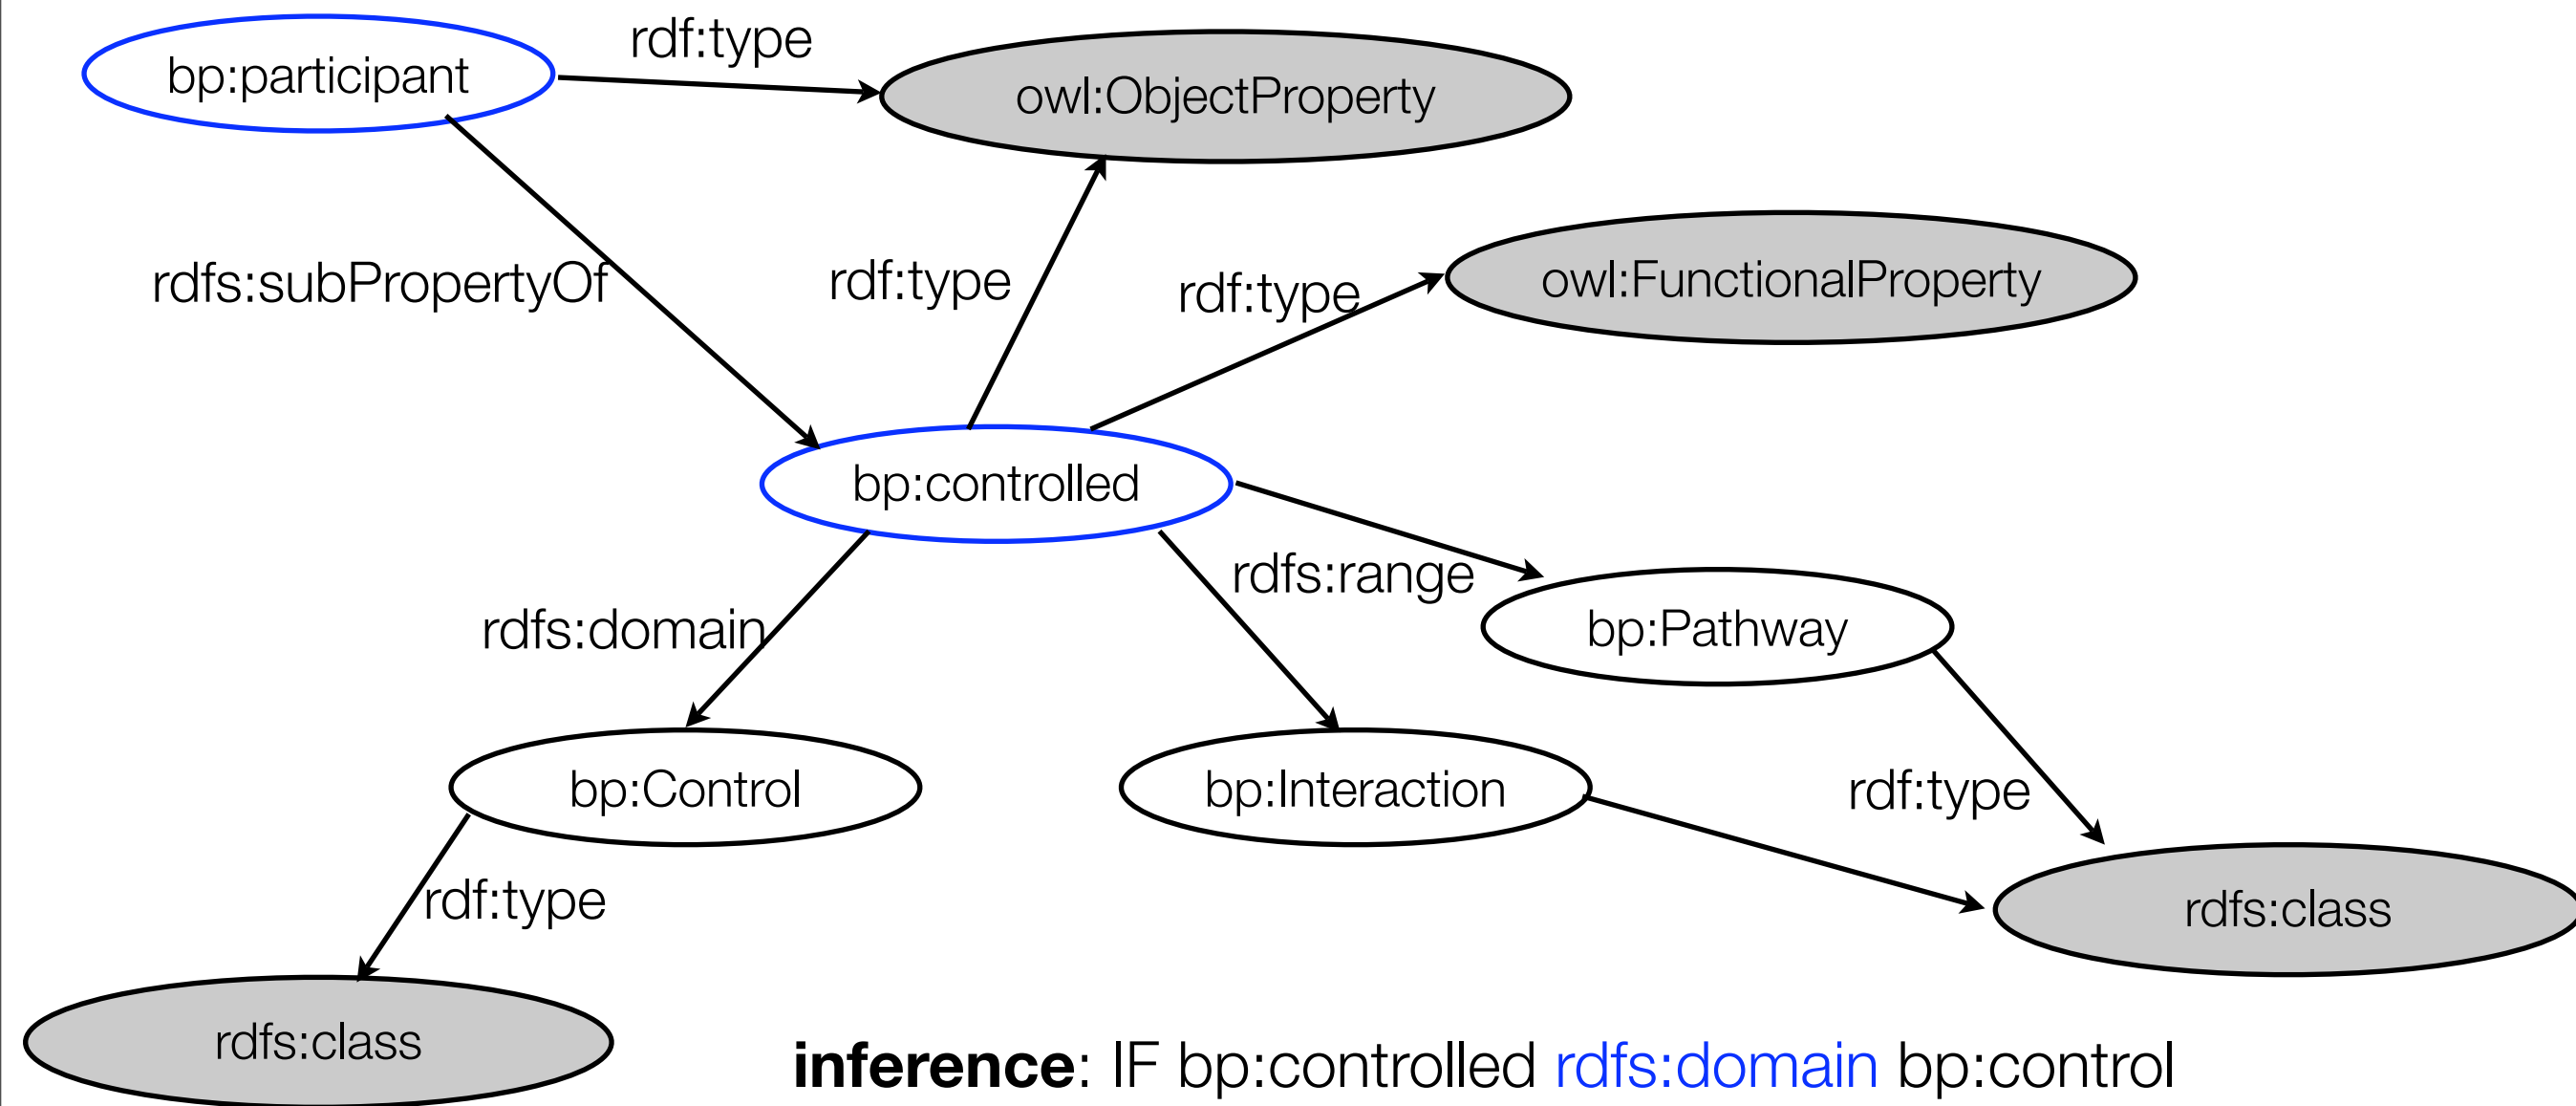 rdf:type
bp:participant
owl:ObjectProperty
rdfs:subPropertyOf
rdf:type
rdf:type
owl:FunctionalProperty
bp:controlled
rdfs:range
rdfs:domain
bp:Pathway
bp:Control
bp:Interaction
rdf:type
rdf:type
rdfs:class
rdfs:class
inference: IF bp:controlled rdfs:domain bp:control